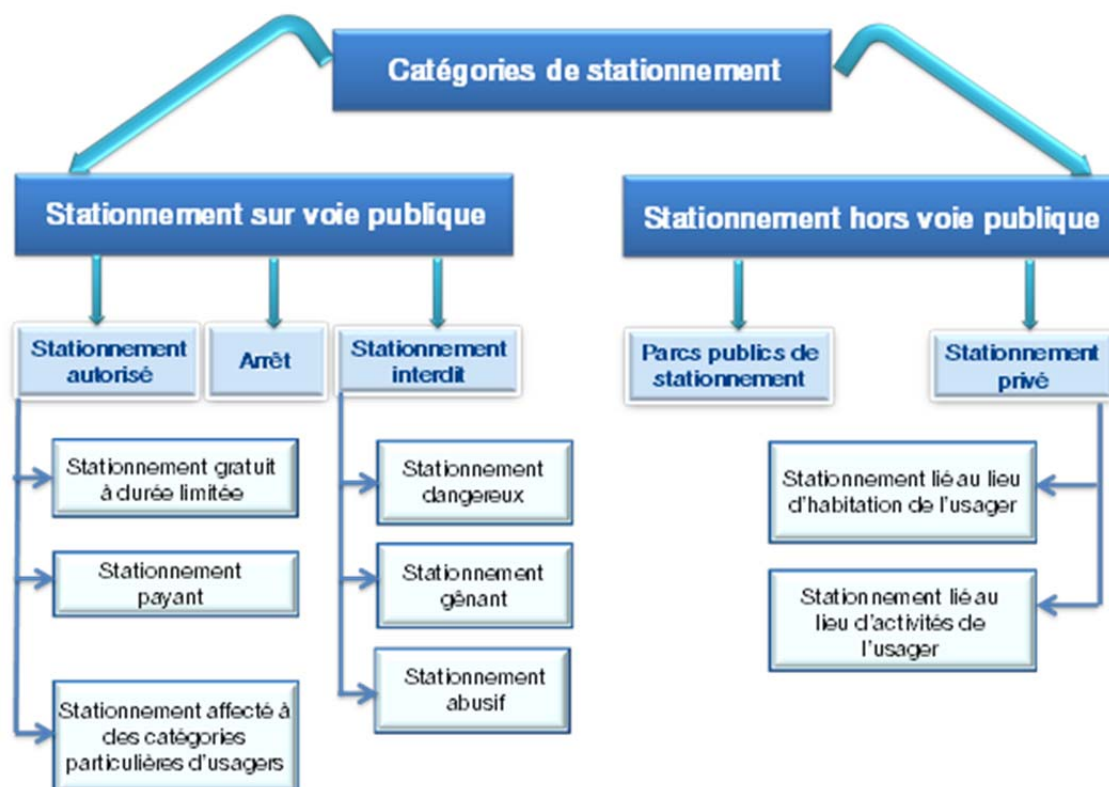 Catégories de stationnement
Stationnement sur voie publique
Stationnement hors voie publique
Stationnement
autorisé
Arrêt
Stationnement
interdit
Parcs publics de
stationnement
Stationnement
privé
Stationnement gratuit
à durée limitée
Stationnement
payant
Stationnement affecté à
des catégories
particulières d'usagers
Stationnement
dangereux
Stationnement
gênant
Stationnement
abusif
Stationnement lié au lieu
d'habitation de l'usager
Stationnement lié au
lieu d'activités de
l'usager